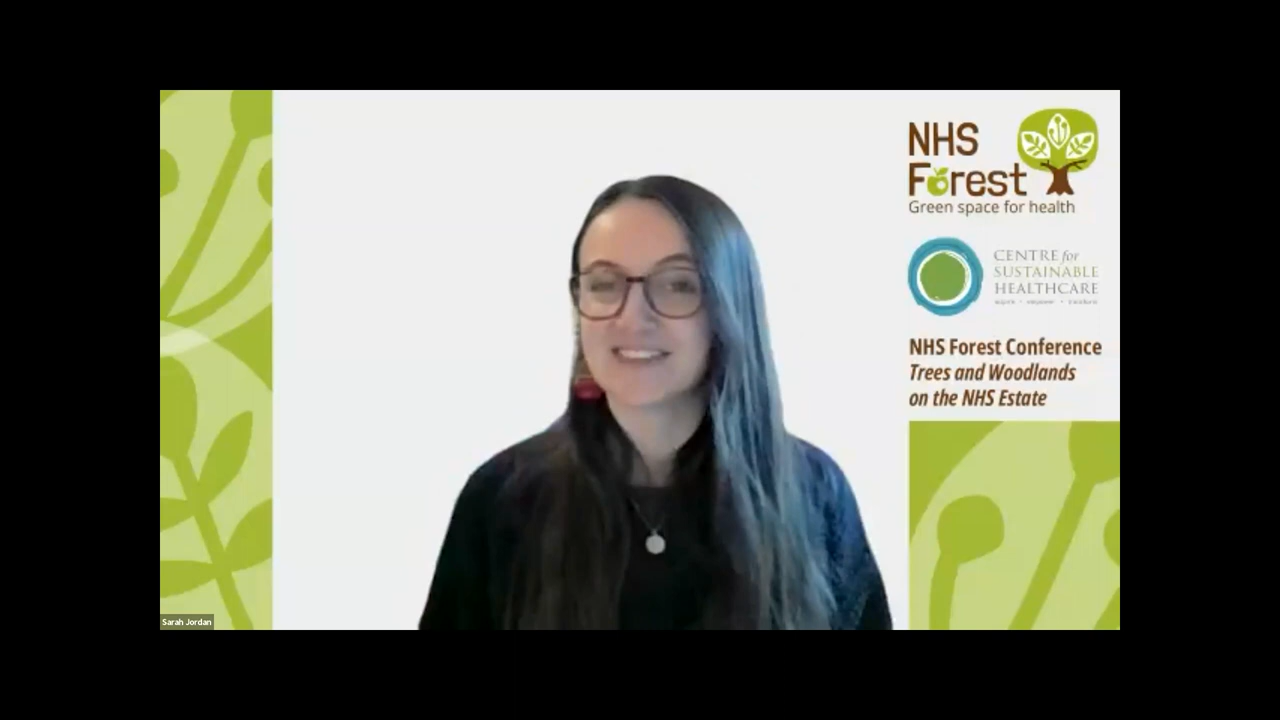 NHS
Forest
Green space for health
CENTRE for
SUSTAINABLE
HEALTHCARE
NHS Forest Conference
Trees and Woodlands
on the NHS Estate
Sarah Jordan